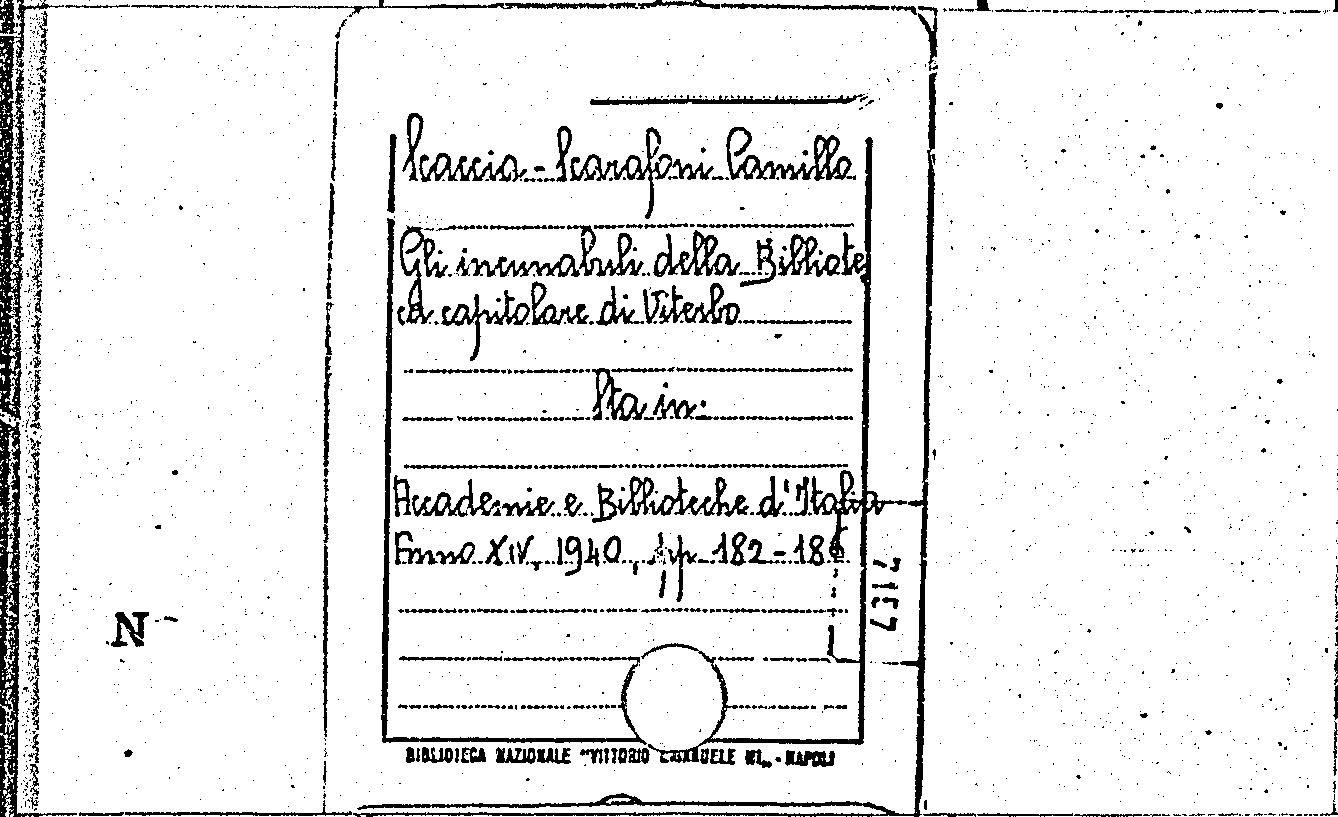 Scaccia - Scarafoni Camillo
Gli incunabuli della Bibliote
ca capitolare di Viterbo
Sta in:
Accademie e Biblioteche d'Italia
Anno XIV, 1940, pp. 182-
N
BIBLIOTECA NAZIONALE "VITTORIO EMANUELE III" - NAPOLI